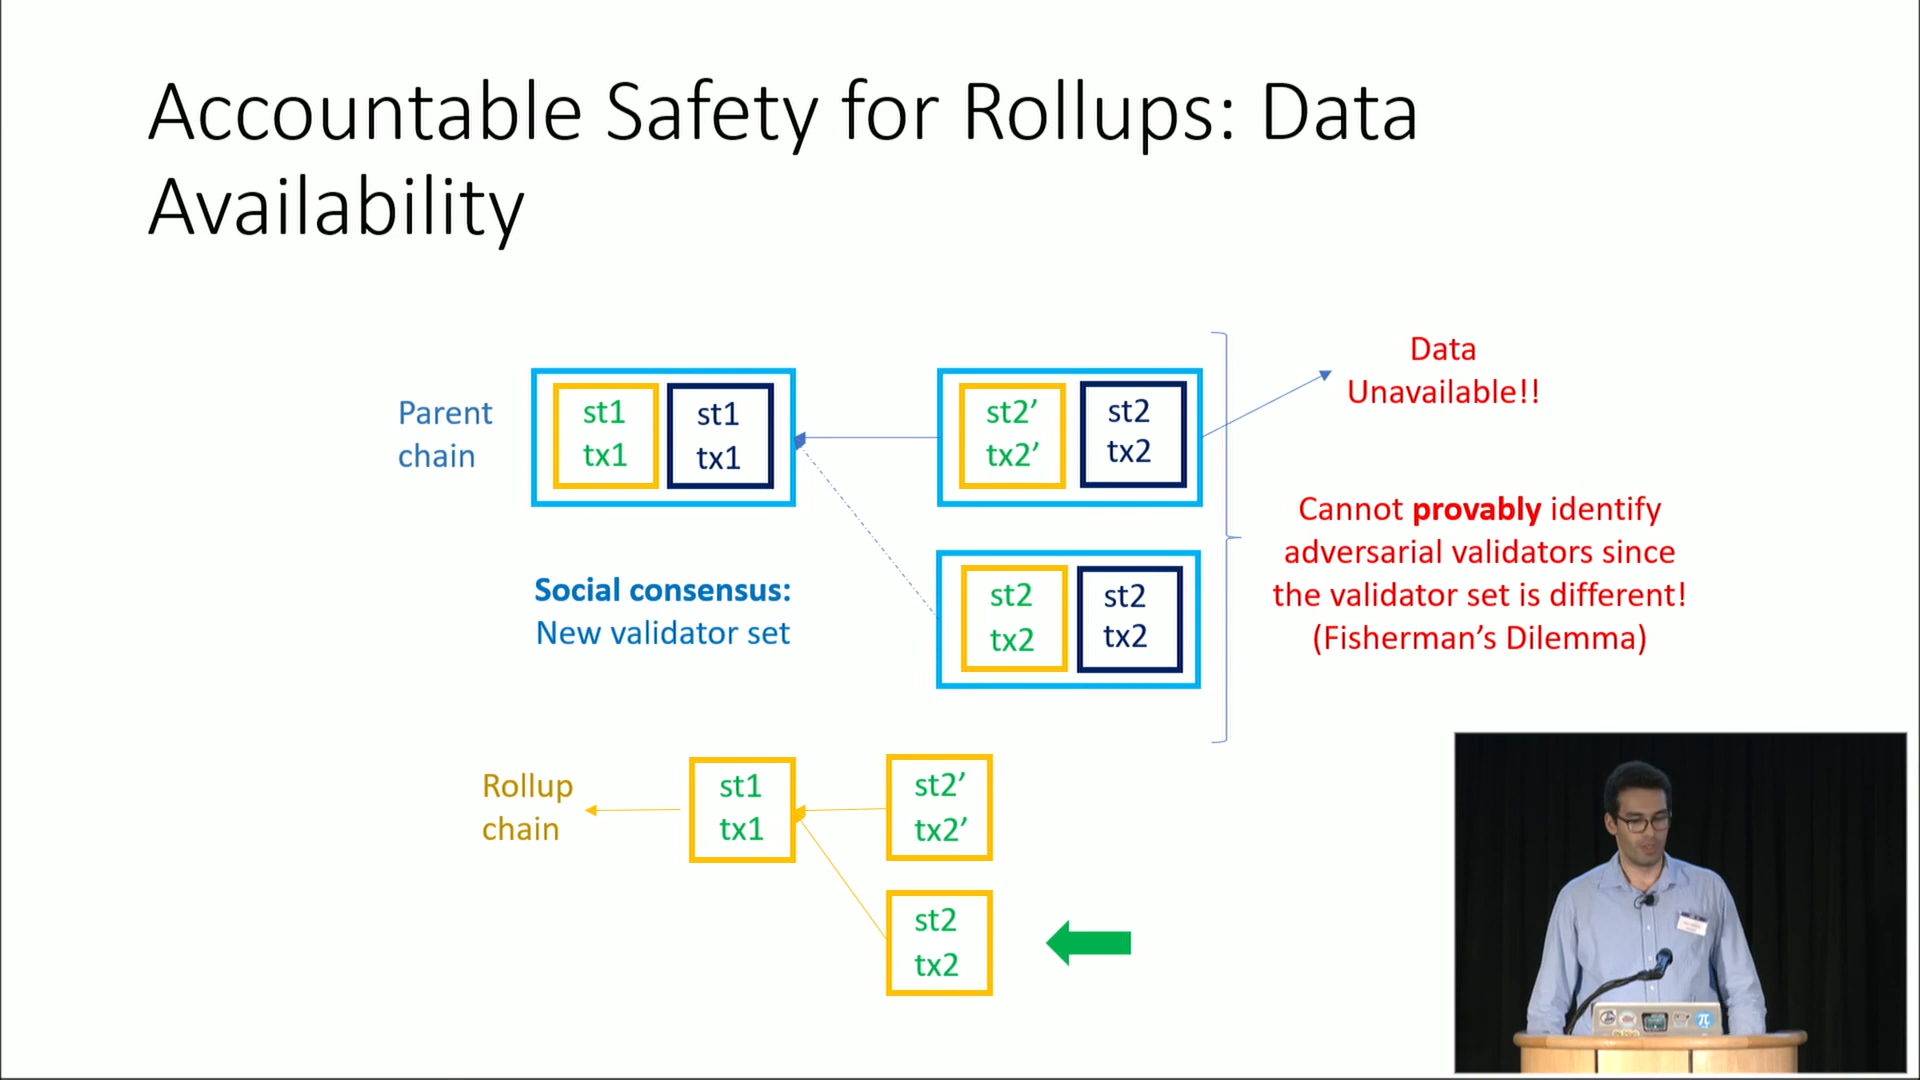 Accountable Safety for Rollups: Data
Availability
Parent
chain
st1
tx1
st1
tx1
st2’
tx2’
st2
tx2
Data
Unavailable!!
Social consensus:
New validator set
st2
tx2
st2
tx2
Cannot provably identify
adversarial validators since
the validator set is different!
(Fisherman’s Dilemma)
Rollup
chain
st1
tx1
st2’
tx2’
st2
tx2
π